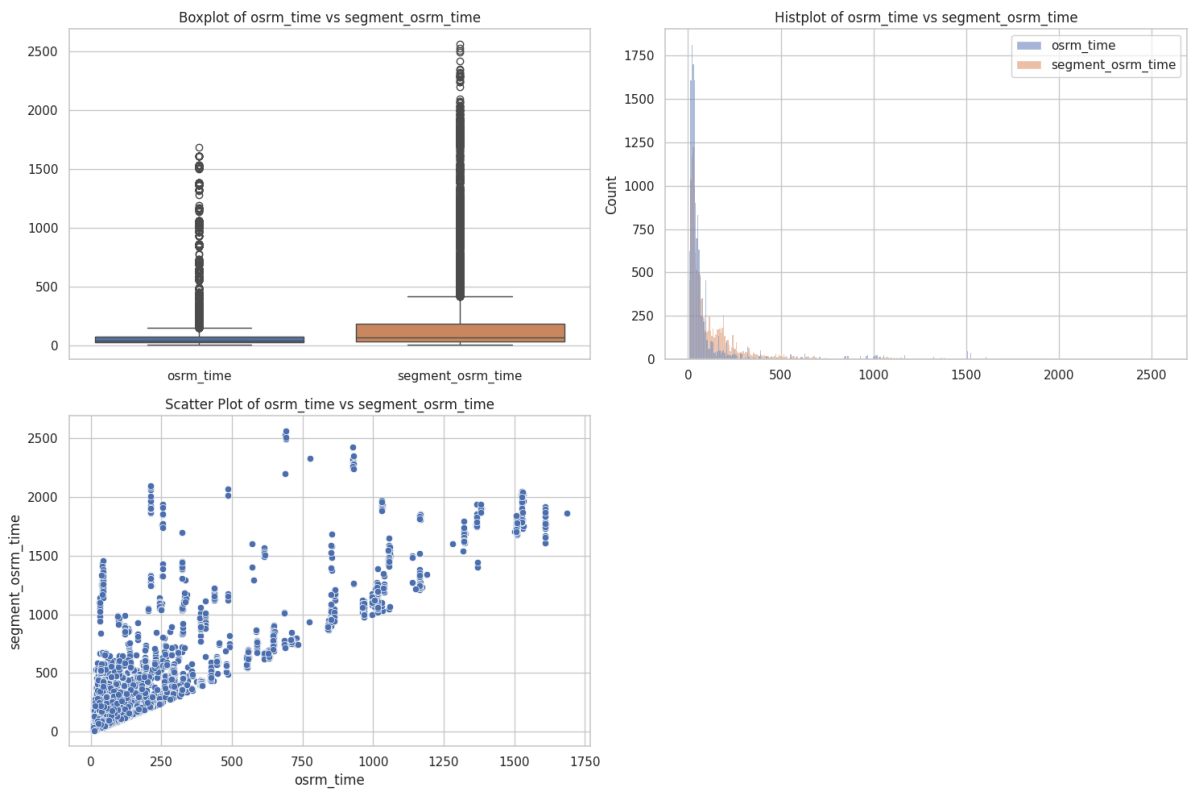 Boxplot of osrm_time vs segment_osrm_time
2500
2000
1500
1000
500
0
osrm_time segment_osrm_time
Histplot of osrm_time vs segment_osrm_time
osrm_time
segment_osrm_time
Count
1750
1500
1250
1000
750
500
250
0
0 500 1000 1500 2000 2500
Scatter Plot of osrm_time vs segment_osrm_time
segment_osrm_time
2500
2000
1500
1000
500
0
0 250 500 750 1000 1250 1500 1750
osrm_time